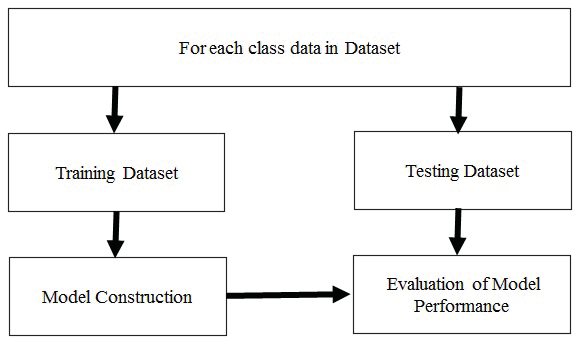 For each class data in Dataset
Training Dataset
Testing Dataset
Model Construction
Evaluation of Model
Performance